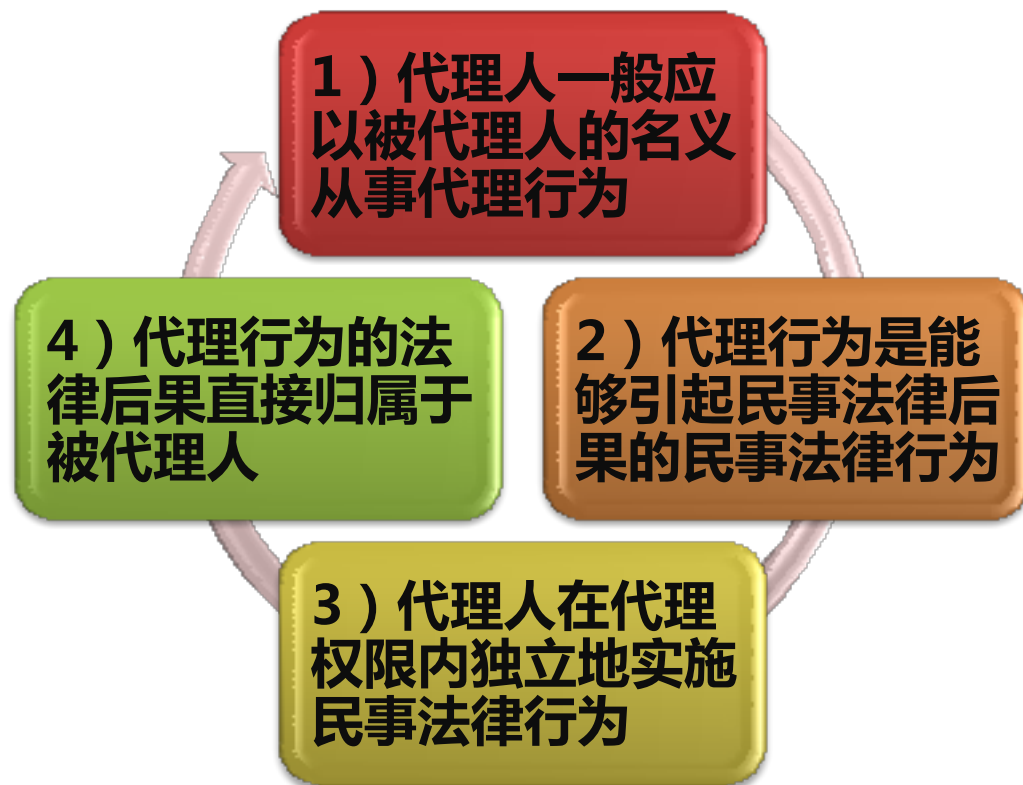 1）代理人一般应
以被代理人的名义
从事代理行为
2）代理行为是能
够引起民事法律后
果的民事法律行为
3）代理人在代理
权限内独立地实施
民事法律行为
4）代理行为的法
律后果直接归属于
被代理人